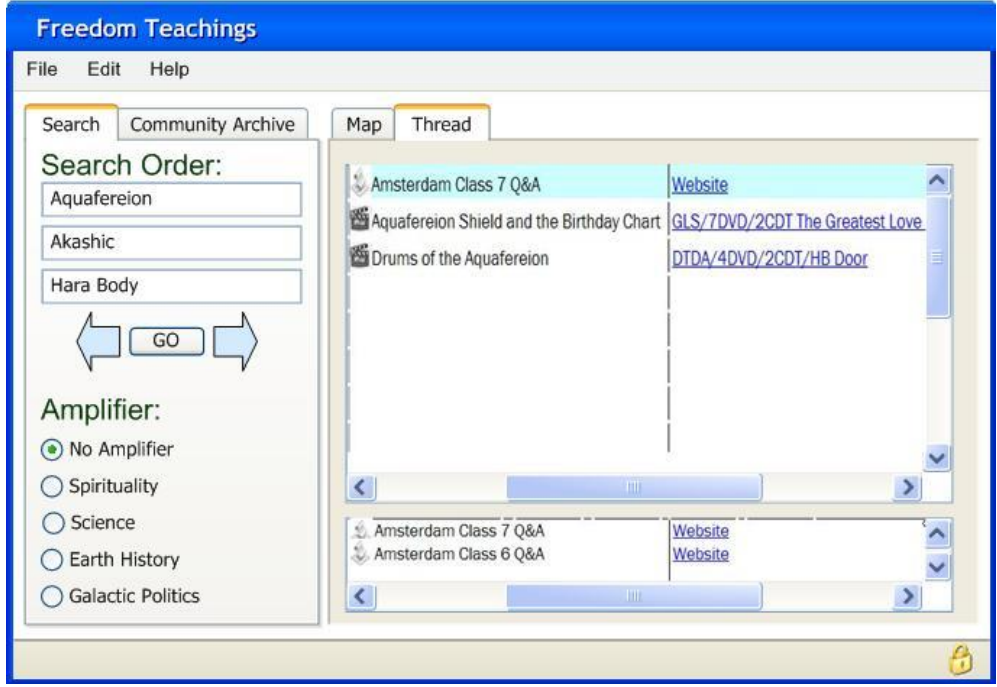 Freedom Teachings
File Edit Help
Search Community Archive
Search Order:
Aquafereion
Akashic
Hara Body
GO
Amplifier:
No Amplifier
Spirituality
Science
Earth History
Galactic Politics
Map Thread
Amsterdam Class 7 Q&A Website
Aquafereion Shield and the Birthday Chart GLS/7DVD/2CDT The Greatest Love
Drums of the Aquafereion DTDA/4DVD/2CDT/HB Door
Amsterdam Class 7 Q&A Website
Amsterdam Class 6 Q&A Website